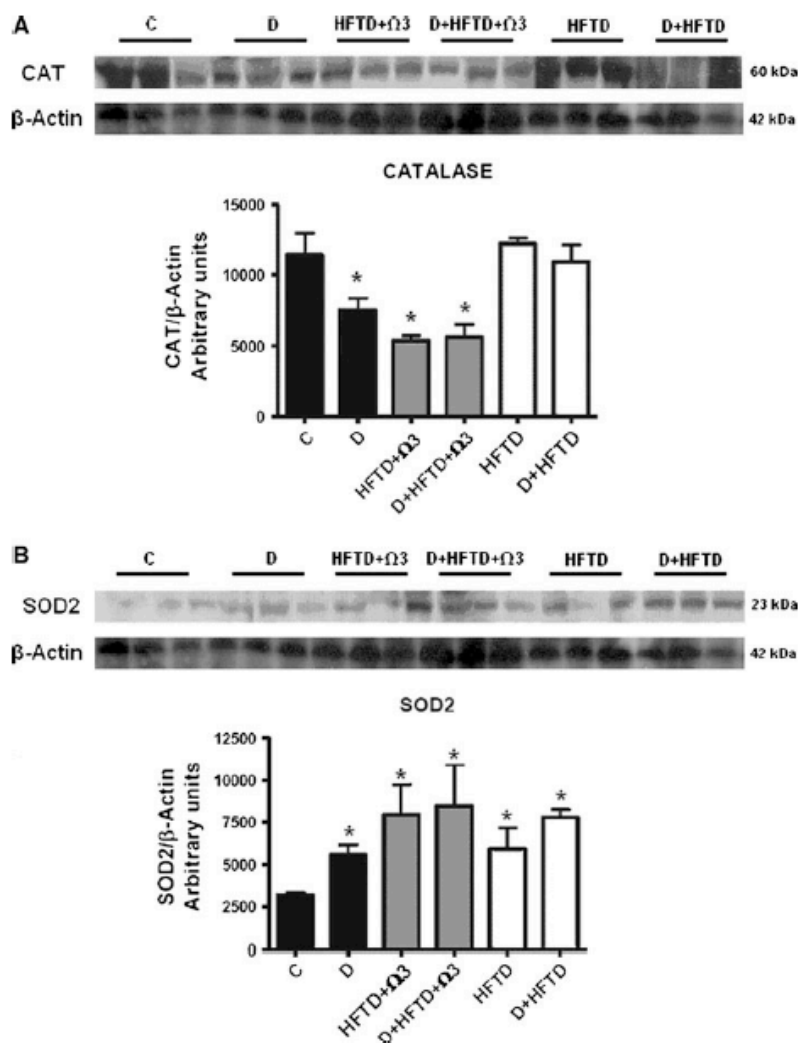 A
C D HFTD+Ω3 D+HFTD+Ω3 HFTD D+HFTD
CAT 60 kDa
β-Actin 42 kDa
CATALASE
CAT/β-Actin
Arbitrary units
15000
10000
5000
0
* * *
C D HFTD+Ω3 D+HFTD+Ω3 HFTD D+HFTD
B
C D HFTD+Ω3 D+HFTD+Ω3 HFTD D+HFTD
SOD2 23 kDa
β-Actin 42 kDa
SOD2
SOD2/β-Actin
Arbitrary units
12500
10000
7500
5000
2500
0
* * * * *
C D HFTD+Ω3 D+HFTD+Ω3 HFTD D+HFTD